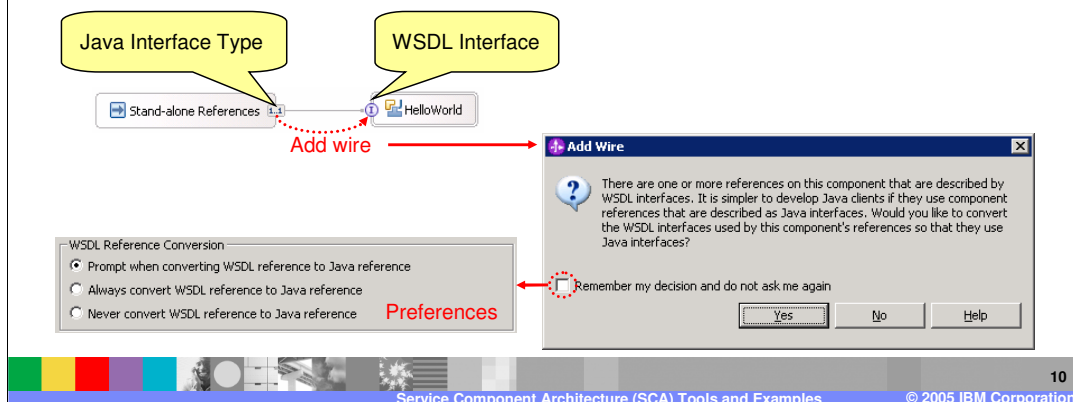 Java Interface Type
WSDL Interface
Stand-alone References
1..1
I
HelloWorld
Add wire
Add Wire
?
There are one or more references on this component that are described by
WSDL interfaces. It is simpler to develop Java clients if they use component
references that are described as Java interfaces. Would you like to convert
the WSDL interfaces used by this component's references so that they use
Java interfaces?
Remember my decision and do not ask me again
Yes
No
Help
WSDL Reference Conversion
Prompt when converting WSDL reference to Java reference
Always convert WSDL reference to Java reference
Never convert WSDL reference to Java reference
Preferences
10
Service Component Architecture (SCA) Tools and Examples
© 2005 IBM Corporation